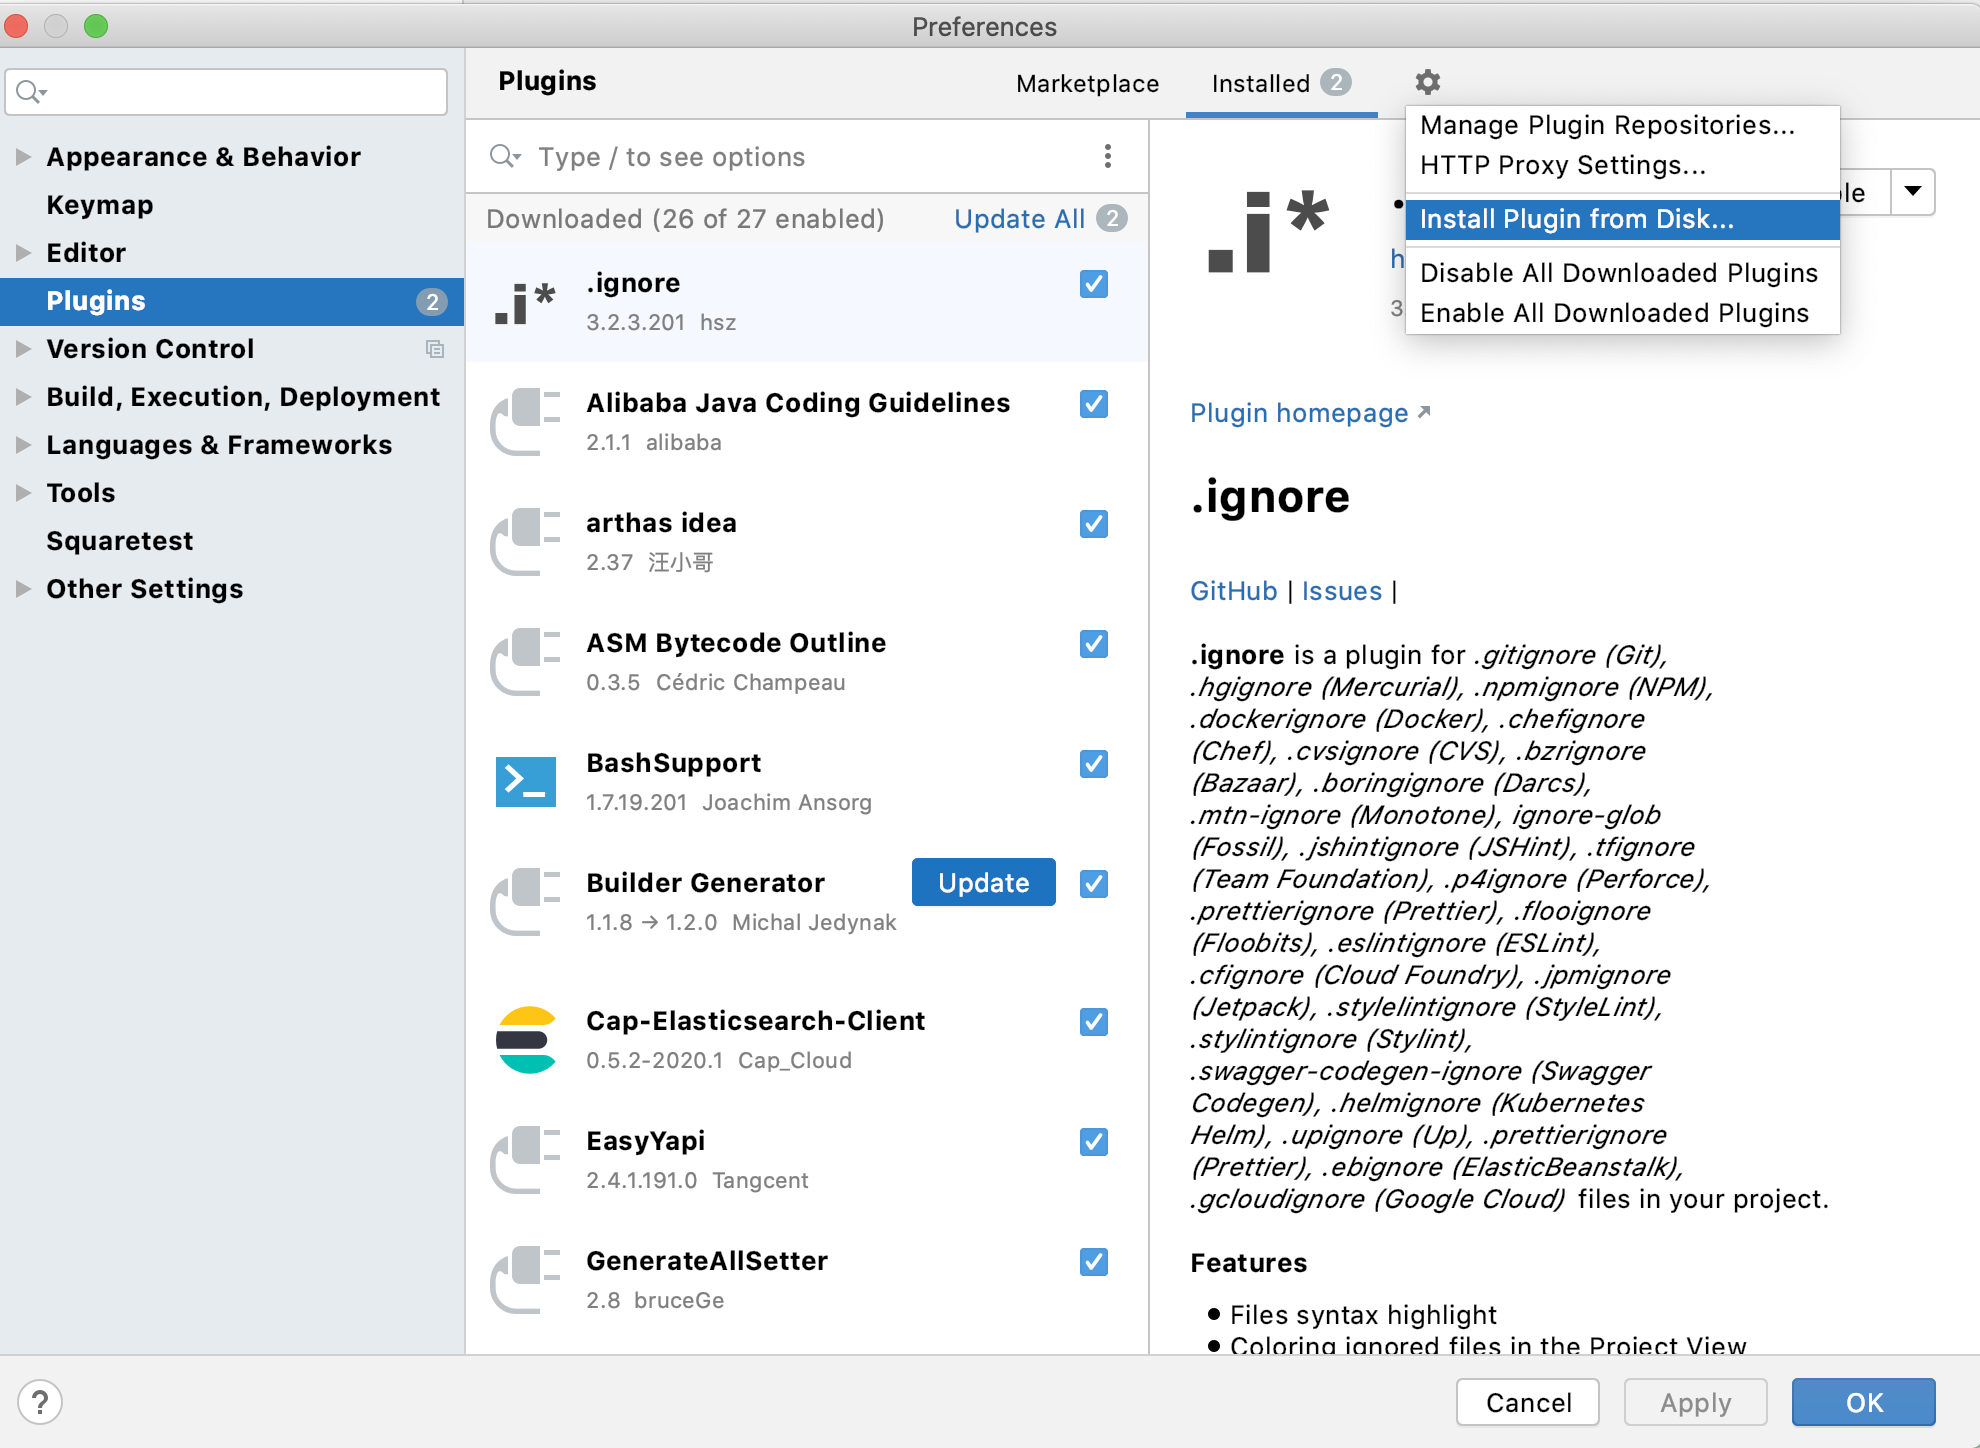 Preferences
Appearance & Behavior
Keymap
Editor
Plugins 2
Version Control
Build, Execution, Deployment
Languages & Frameworks
Tools
Squaretest
Other Settings
Plugins
Marketplace
Installed 2
Type / to see options
Downloaded (26 of 27 enabled)
Update All 2
.i*
.ignore
3.2.3.201 hsz
Alibaba Java Coding Guidelines
2.1.1 alibaba
arthas idea
2.37 汪小哥
ASM Bytecode Outline
0.3.5 Cédric Champeau
BashSupport
1.7.19.201 Joachim Ansorg
Builder Generator
Update
1.1.8 → 1.2.0 Michal Jedynak
Cap-Elasticsearch-Client
0.5.2-2020.1 Cap_Cloud
EasyYapi
2.4.1.191.0 Tangcent
GenerateAllSetter
2.8 bruceGe
Manage Plugin Repositories...
HTTP Proxy Settings...
Install Plugin from Disk...
Disable All Downloaded Plugins
Enable All Downloaded Plugins
.i*
Plugin homepage ↗
.ignore
GitHub | Issues |
.ignore is a plugin for .gitignore (Git),
.hgignore (Mercurial), .npmignore (NPM),
.dockerignore (Docker), .chefignore
(Chef), .cvsignore (CVS), .bzrignore
(Bazaar), .boringignore (Darcs),
.mtn-ignore (Monotone), ignore-glob
(Fossil), .jshintignore (JSHint), .tfignore
(Team Foundation), .p4ignore (Perforce),
.prettierignore (Prettier), .flooignore
(Floobits), .eslintignore (ESLint),
.cfignore (Cloud Foundry), .jpmignore
(Jetpack), .stylelintignore (StyleLint),
.stylintignore (Stylint),
.swagger-codegen-ignore (Swagger
Codegen), .helmignore (Kubernetes
Helm), .upignore (Up), .prettierignore
(Prettier), .ebignore (ElasticBeanstalk),
.gcloudignore (Google Cloud) files in your project.
Features
● Files syntax highlight
● Coloring ignored files in the Project View
?
Cancel
Apply
OK